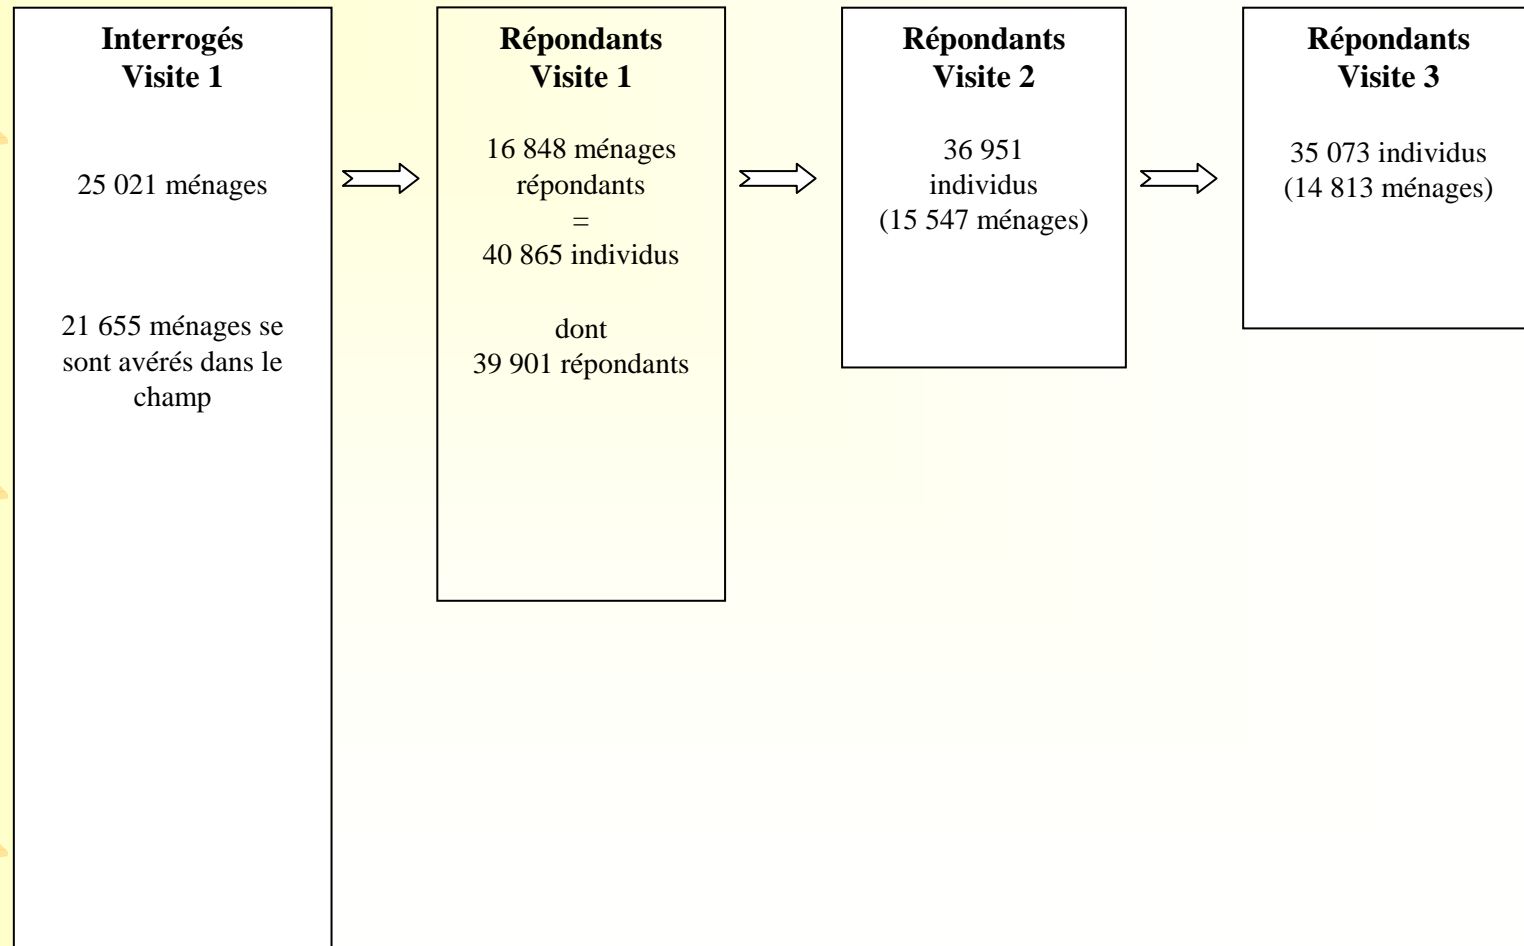 Interrogés
Visite 1
25 021 ménages
21 655 ménages se
sont avérés dans le
champ
Répondants
Visite 1
16 848 ménages
répondants
=
40 865 individus
dont
39 901 répondants
Répondants
Visite 2
36 951
individus
(15 547 ménages)
Répondants
Visite 3
35 073 individus
(14 813 ménages)